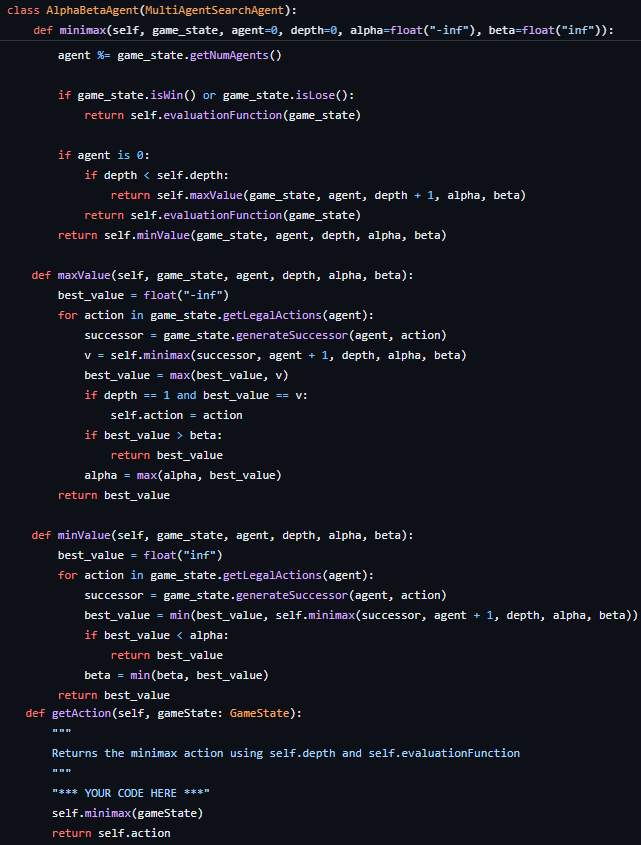 class AlphaBetaAgent(MultiAgentSearchAgent):
    def minimax(self, game_state, agent=0, depth=0, alpha=float("-inf"), beta=float("inf")):
        agent %= game_state.getNumAgents()

        if game_state.isWin() or game_state.isLose():
            return self.evaluationFunction(game_state)

        if agent is 0:
            if depth < self.depth:
                return self.maxValue(game_state, agent, depth + 1, alpha, beta)
            return self.evaluationFunction(game_state)
        return self.minValue(game_state, agent, depth, alpha, beta)

    def maxValue(self, game_state, agent, depth, alpha, beta):
        best_value = float("-inf")
        for action in game_state.getLegalActions(agent):
            successor = game_state.generateSuccessor(agent, action)
            v = self.minimax(successor, agent + 1, depth, alpha, beta)
            best_value = max(best_value, v)
            if depth == 1 and best_value == v:
                self.action = action
            if best_value > beta:
                return best_value
            alpha = max(alpha, best_value)
        return best_value

    def minValue(self, game_state, agent, depth, alpha, beta):
        best_value = float("inf")
        for action in game_state.getLegalActions(agent):
            successor = game_state.generateSuccessor(agent, action)
            best_value = min(best_value, self.minimax(successor, agent + 1, depth, alpha, beta))
            if best_value < alpha:
                return best_value
            beta = min(beta, best_value)
        return best_value
    def getAction(self, gameState: GameState):
        """
        Returns the minimax action using self.depth and self.evaluationFunction
        """
        "*** YOUR CODE HERE ***"
        self.minimax(gameState)
        return self.action